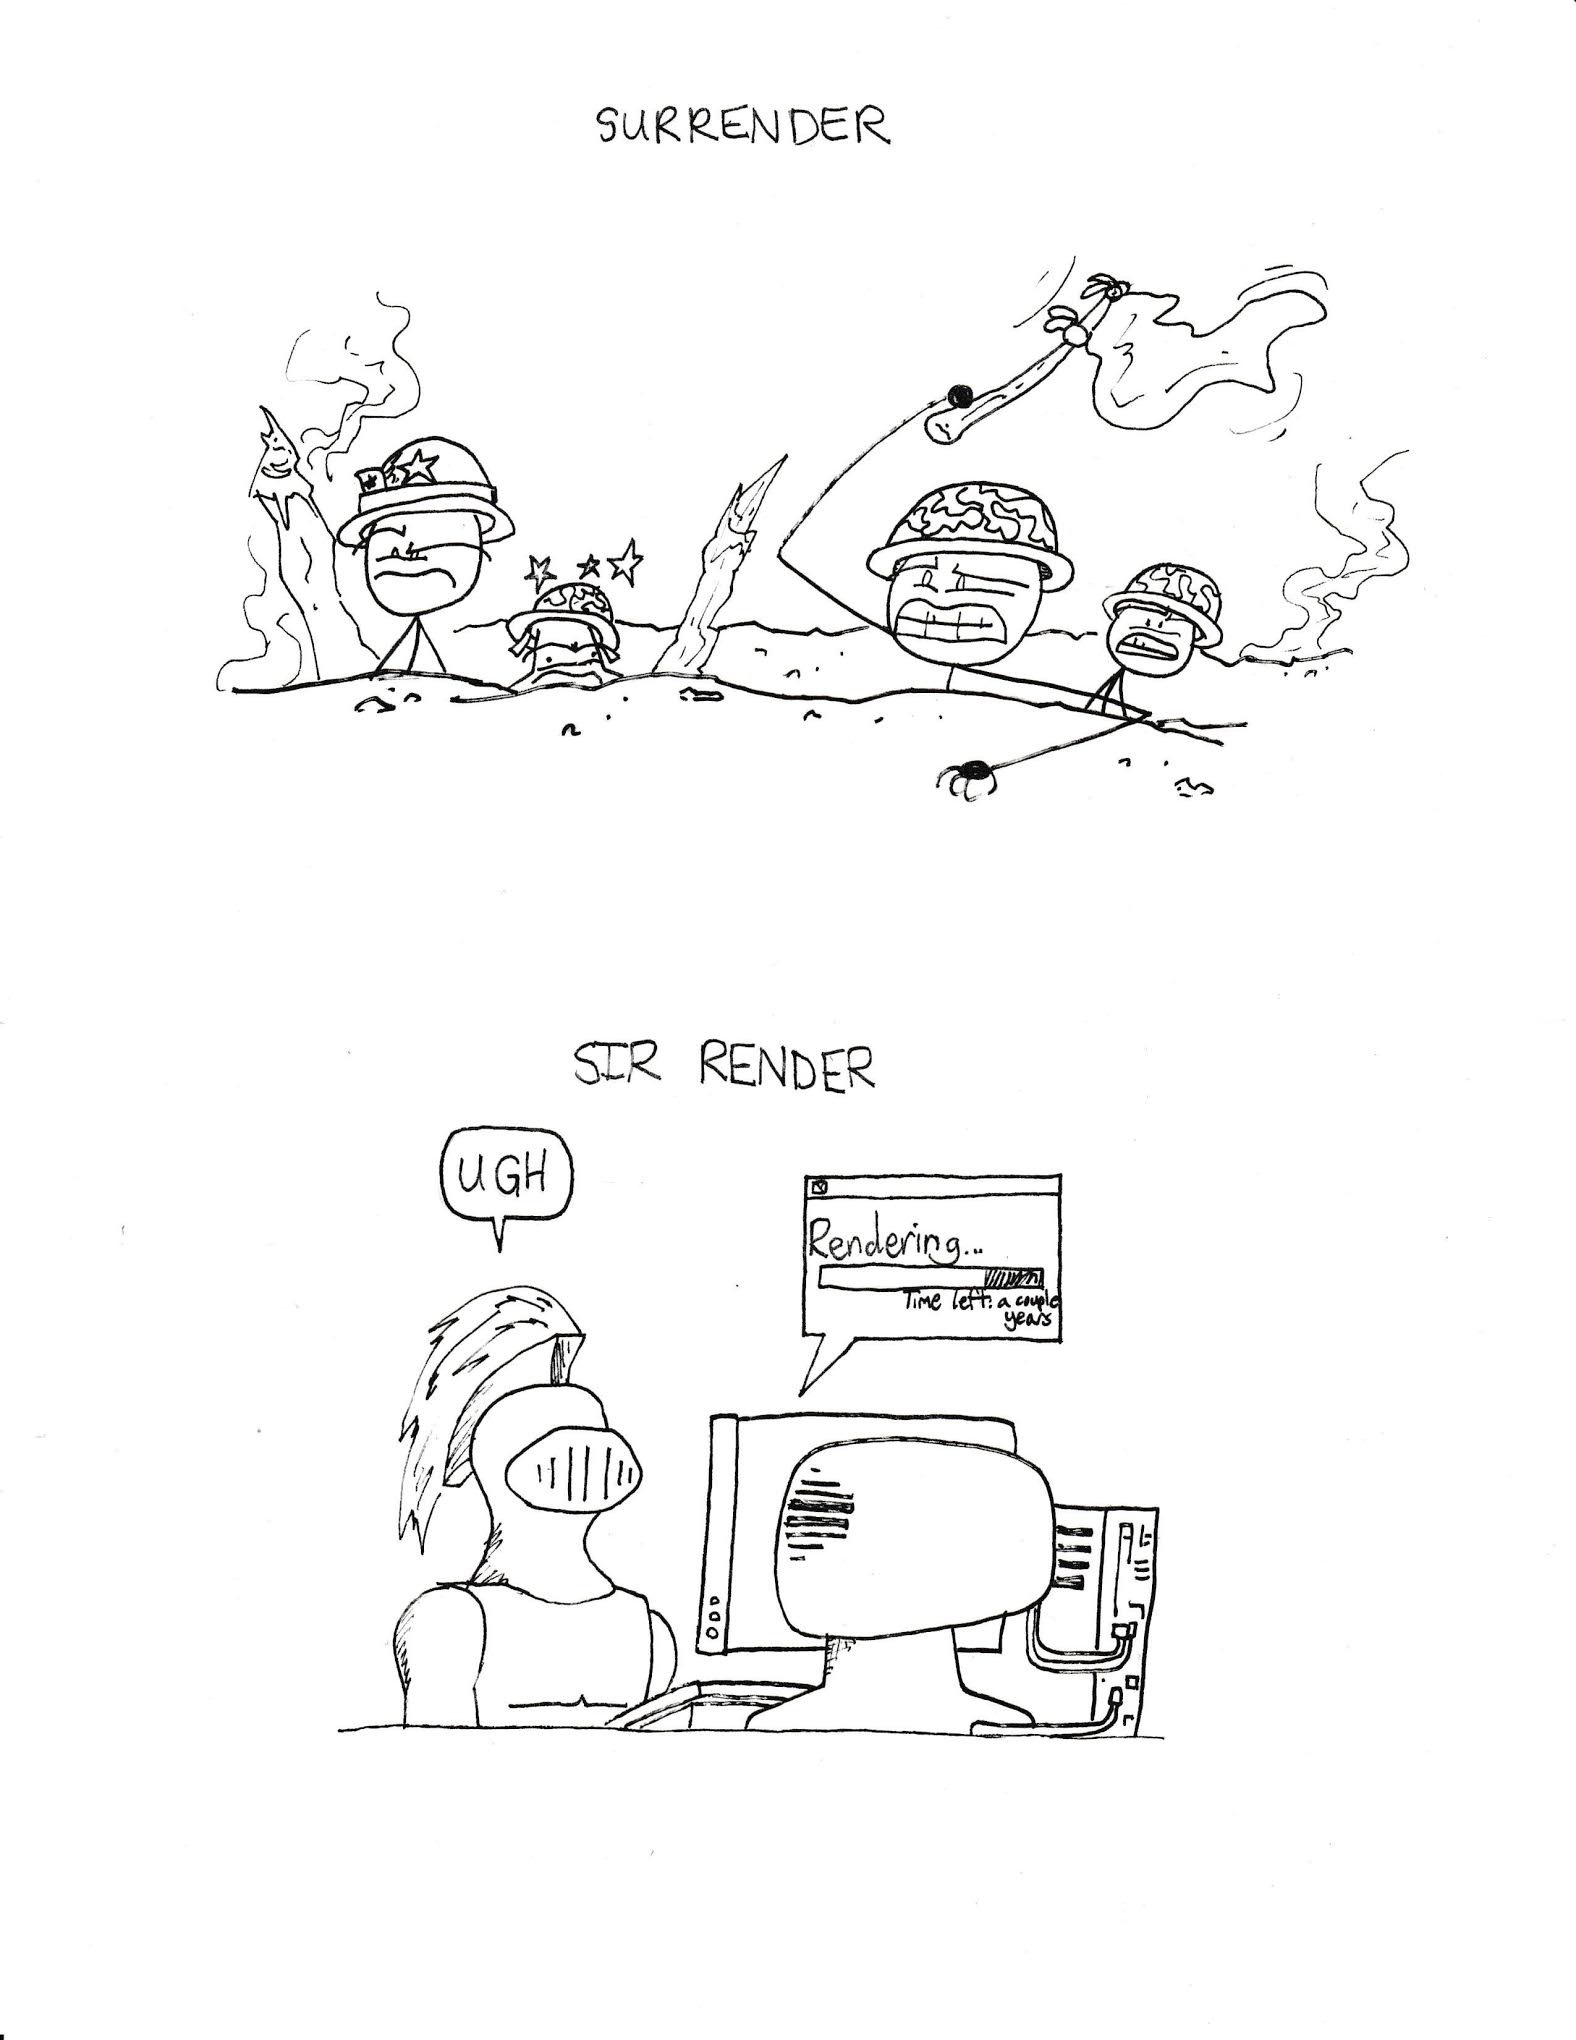 SURRENDER
SIR RENDER
UGH
Rendering...
Time left: a couple
years